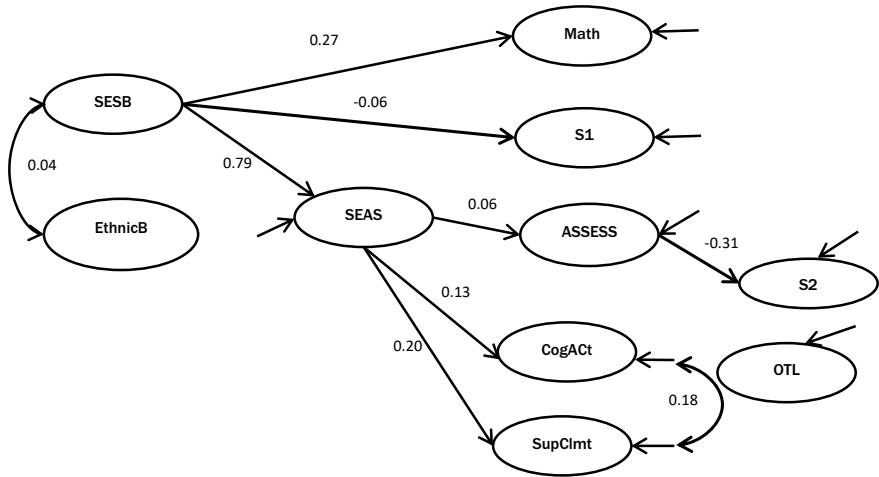 Math
0.27
SESB
-0.06
S1
0.04
0.79
EthnicB
SEAS
0.06
ASSESS
-0.31
S2
0.13
0.20
CogACt
OTL
0.18
SupClmt